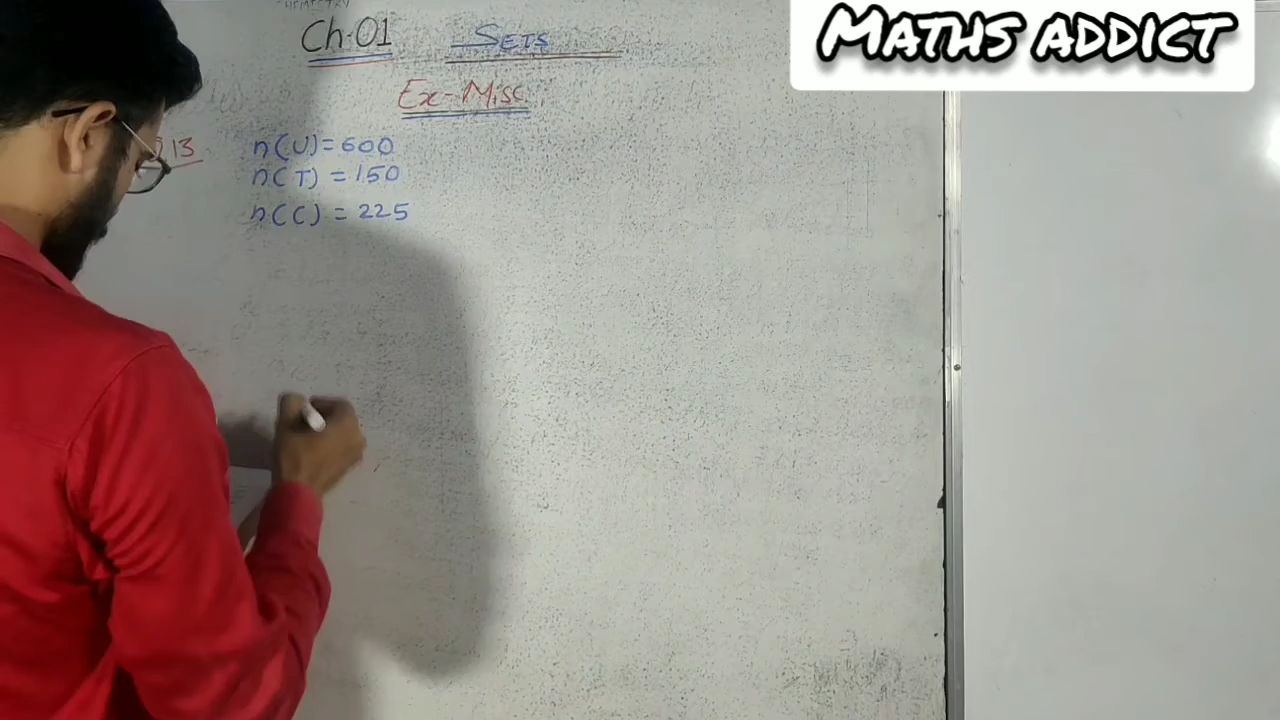 MATHS ADDICT
Ch-01 SETS
Ex-Misc
13
n(U)=600
n(T) = 150
n(C) = 225